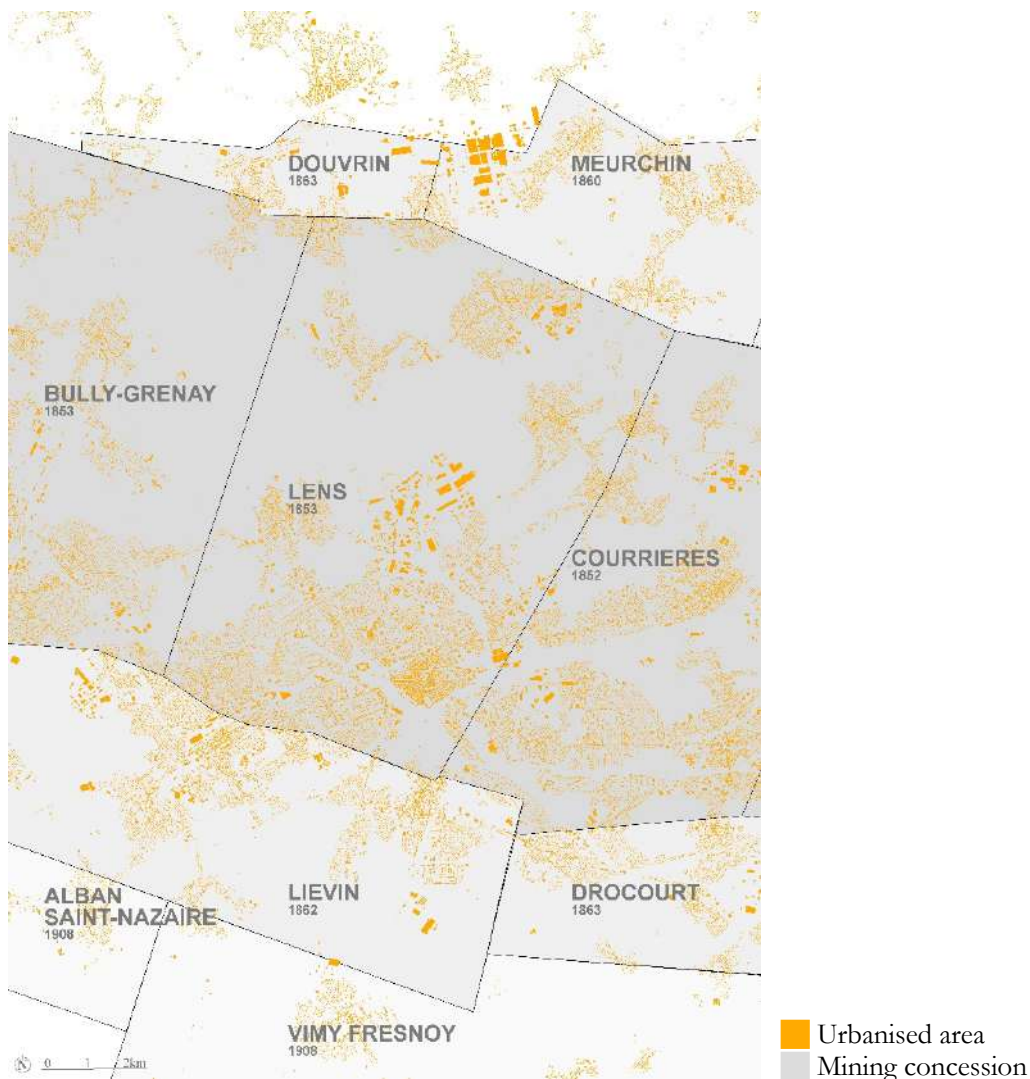 DOUVRIN
1863
MEURCHIN
1860
BULLY-GRENAY
1853
LENS
1853
COURRIERES
1852
ALBAN
SAINT-NAZAIRE
1908
LIEVIN
1862
DROCOURT
1863
VIMY FRESNOY
1908
N 0 1 2km
Urbanised area
Mining concession